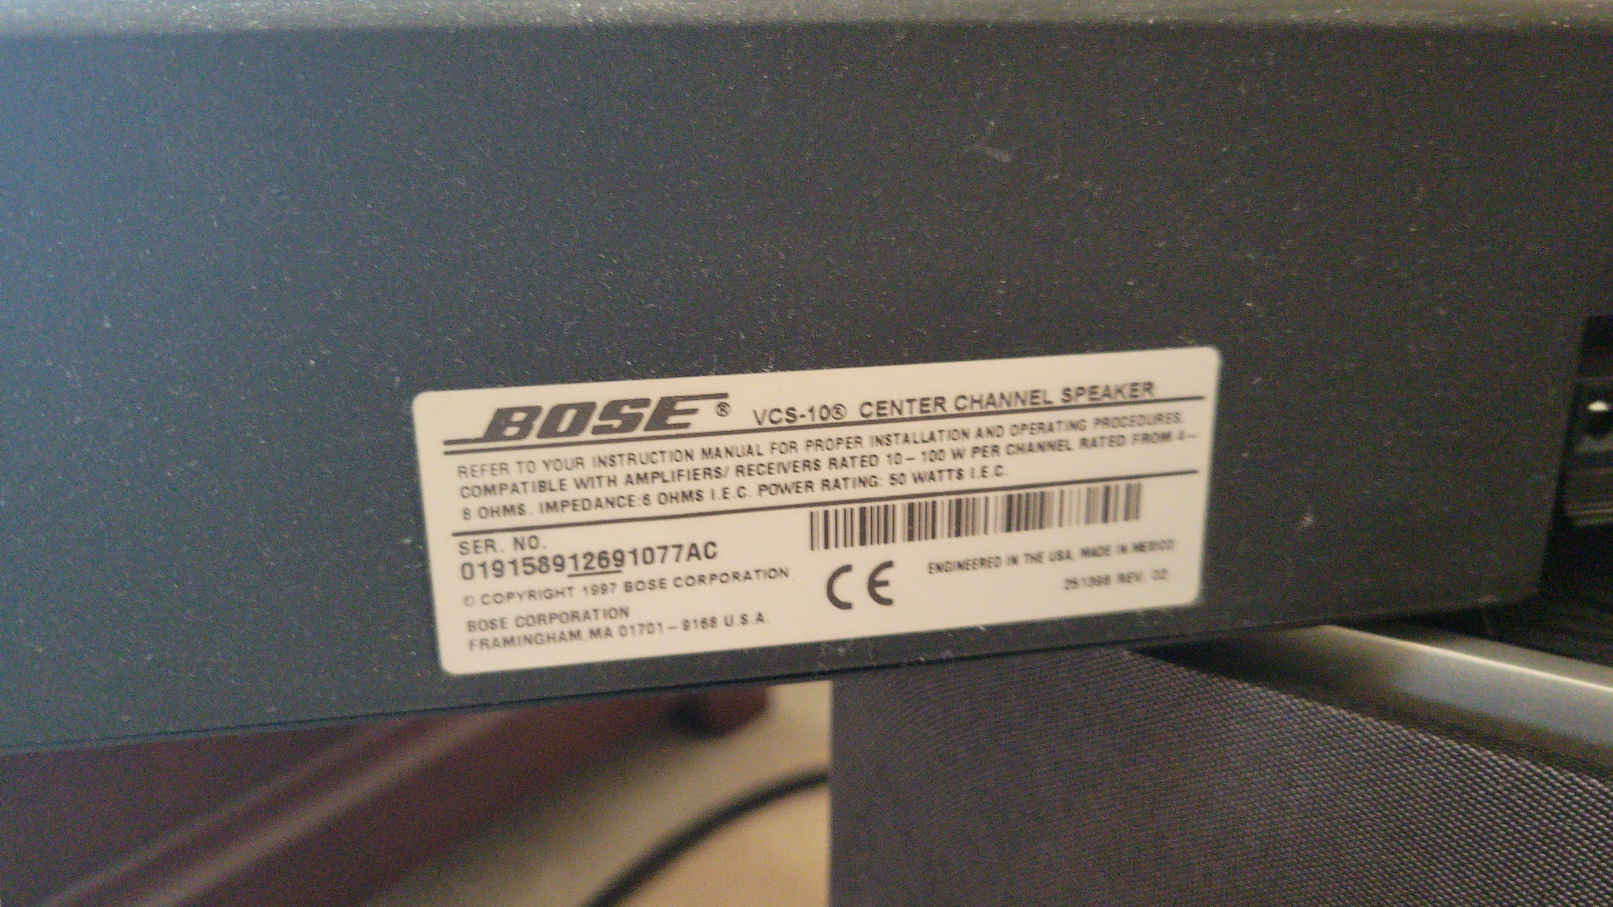 BOSE® VCS-10® CENTER CHANNEL SPEAKER
REFER TO YOUR INSTRUCTION MANUAL FOR PROPER INSTALLATION AND OPERATING PROCEDURES.
COMPATIBLE WITH AMPLIFIERS/ RECEIVERS RATED 10 – 100 W PER CHANNEL RATED FROM 4 –
8 OHMS. IMPEDANCE:6 OHMS I.E.C. POWER RATING: 50 WATTS I.E.C.
SER. NO.
019158912691077AC
© COPYRIGHT 1997 BOSE CORPORATION
BOSE CORPORATION
FRAMINGHAM, MA 01701 – 9168 U.S.A.
CE
ENGINEERED IN THE USA, MADE IN MEXICO
251398 REV. 02